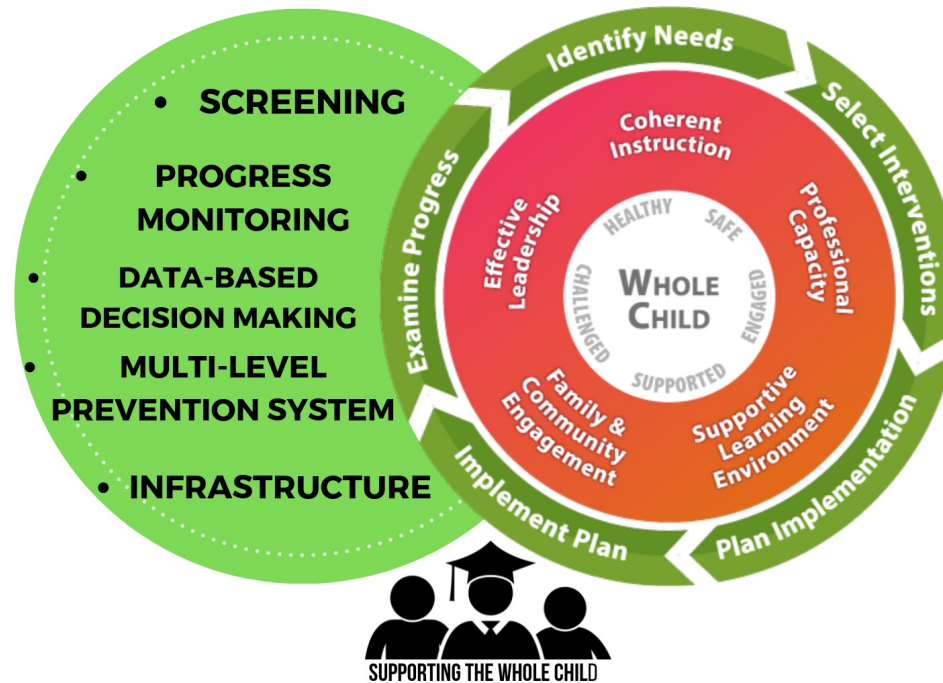 • SCREENING
• PROGRESS
MONITORING
• DATA-BASED
DECISION MAKING
• MULTI-LEVEL
PREVENTION SYSTEM
• INFRASTRUCTURE
Identify Needs
Select Interventions
Plan Implementation
Implement Plan
Examine Progress
Coherent
Instruction
Professional
Capacity
Supportive
Learning
Environment
Family &
Community
Engagement
Effective
Leadership
HEALTHY
SAFE
ENGAGED
SUPPORTED
CHALLENGED
WHOLE
CHILD
SUPPORTING THE WHOLE CHILD